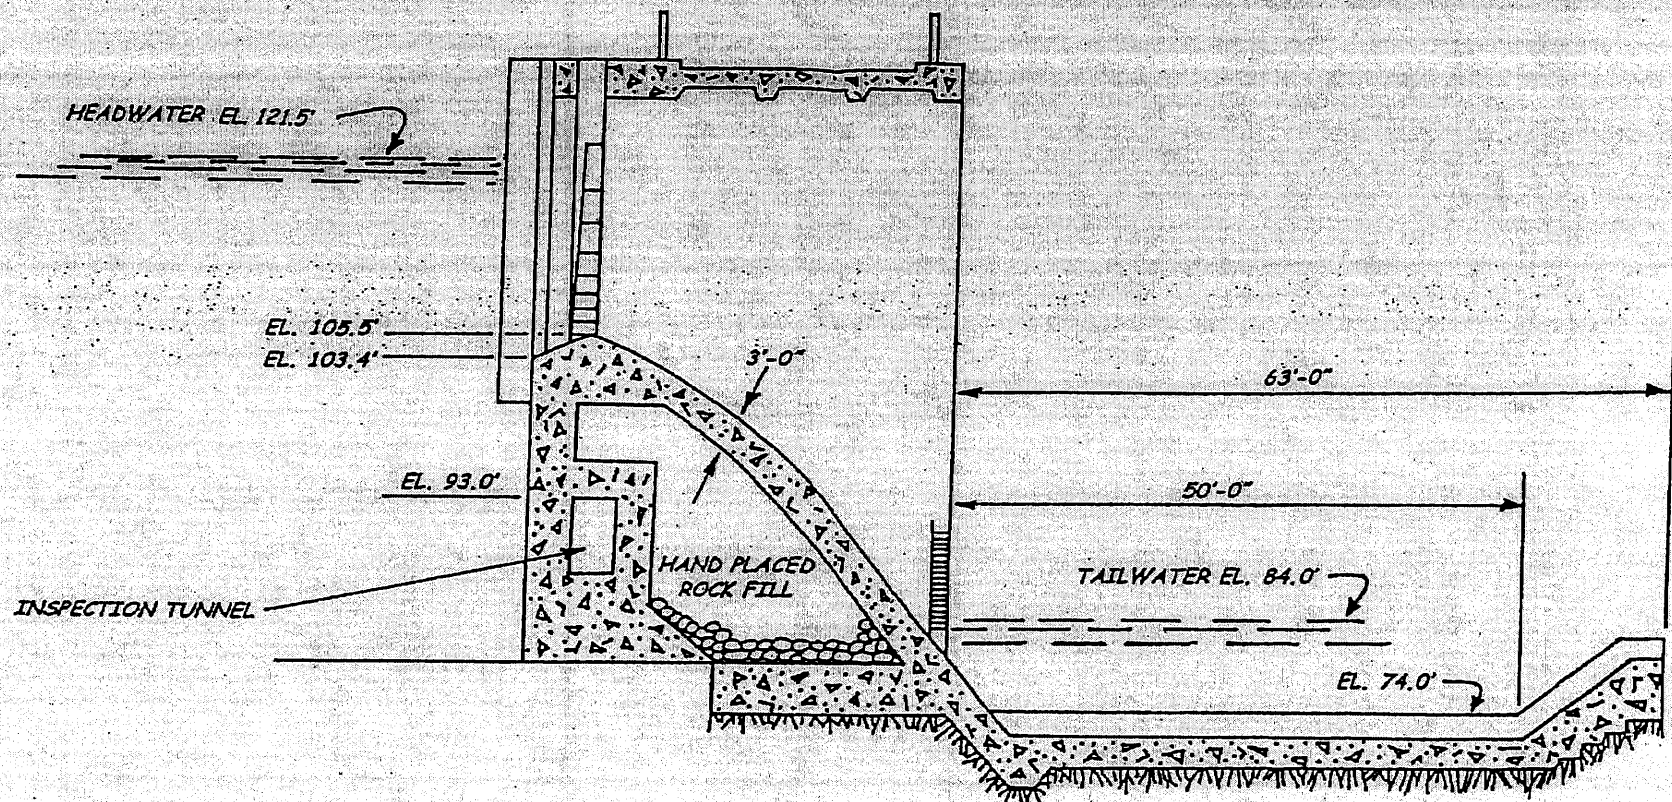 HEADWATER EL. 121.5'
EL. 105.5'
EL. 103.4'
3'-0"
63'-0"
EL. 93.0'
50'-0"
HAND PLACED
ROCK FILL
TAILWATER EL. 84.0'
INSPECTION TUNNEL
EL. 74.0'